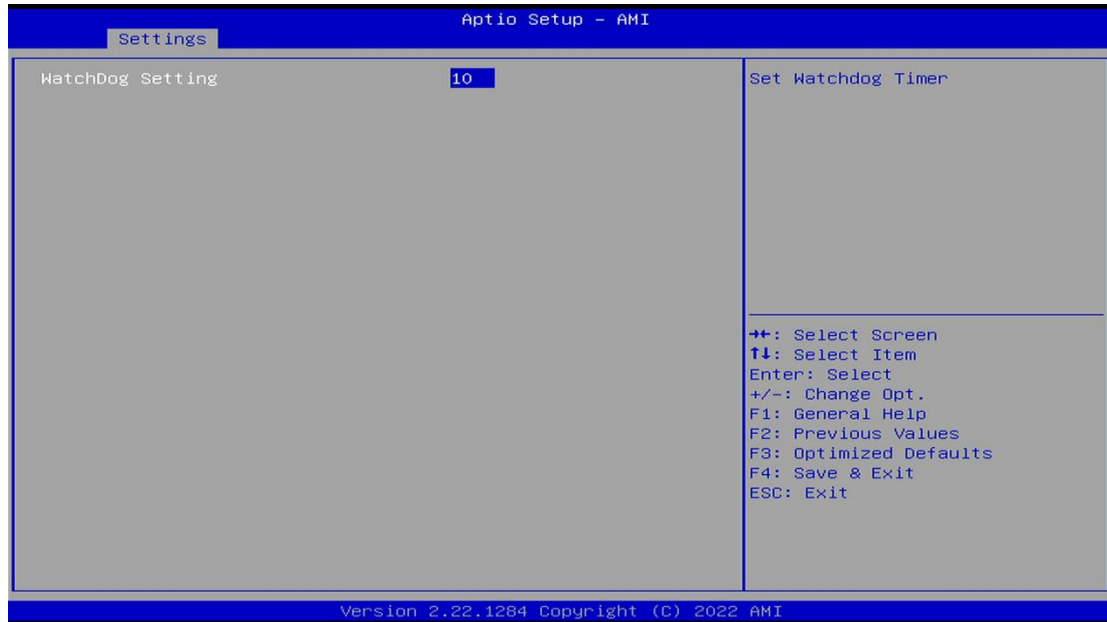 Aptio Setup – AMI
Settings
WatchDog Setting 10
Set Watchdog Timer
→←: Select Screen
↑↓: Select Item
Enter: Select
+/-: Change Opt.
F1: General Help
F2: Previous Values
F3: Optimized Defaults
F4: Save & Exit
ESC: Exit
Version 2.22.1284 Copyright (C) 2022 AMI